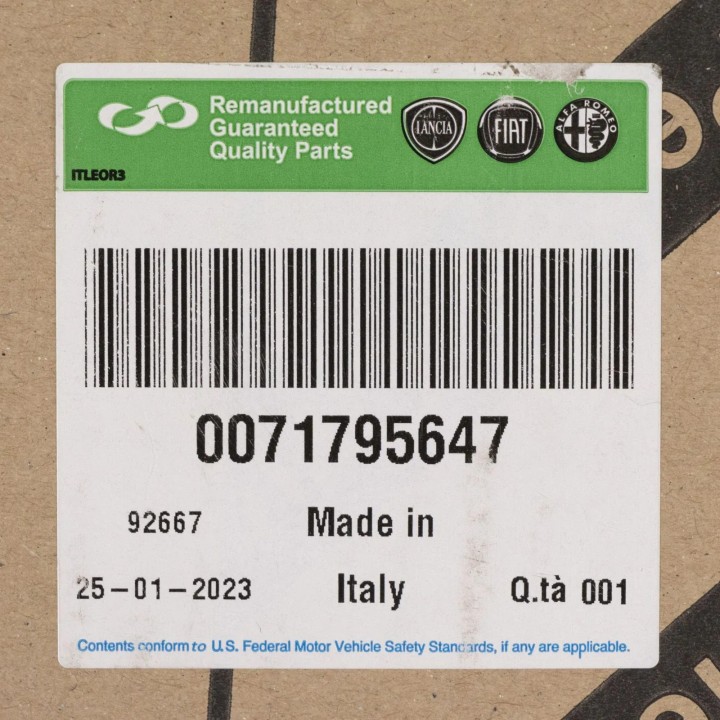 Remanufactured
Guaranteed
Quality Parts
LANCIA
FIAT
ALFA ROMEO
ITLEOR3
0071795647
92667
Made in
25-01-2023
Italy
Q.tà 001
Contents conform to U.S. Federal Motor Vehicle Safety Standards, if any are applicable.